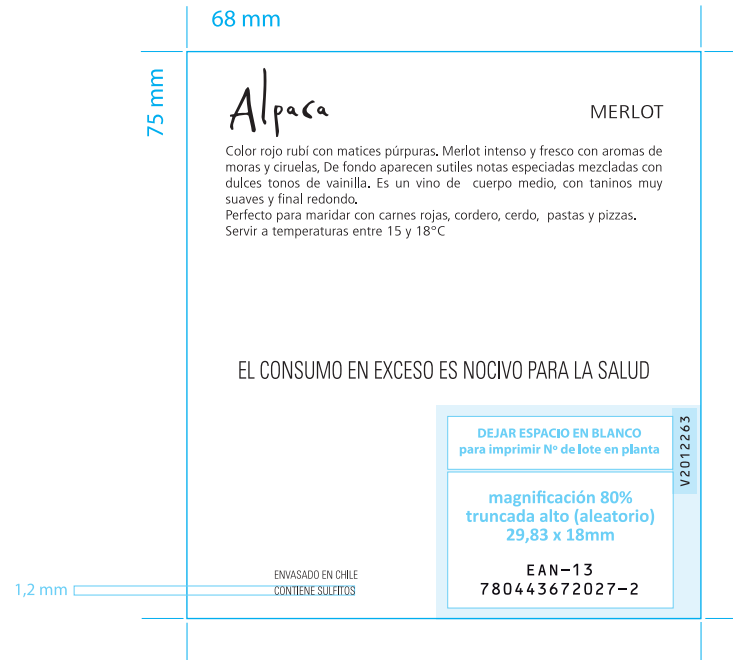 68 mm
75 mm
Alpaca
MERLOT
Color rojo rubí con matices púrpuras. Merlot intenso y fresco con aromas de
moras y ciruelas, De fondo aparecen sutiles notas especiadas mezcladas con
dulces tonos de vainilla. Es un vino de cuerpo medio, con taninos muy
suaves y final redondo.
Perfecto para maridar con carnes rojas, cordero, cerdo, pastas y pizzas.
Servir a temperaturas entre 15 y 18°C
EL CONSUMO EN EXCESO ES NOCIVO PARA LA SALUD
DEJAR ESPACIO EN BLANCO
para imprimir Nº de lote en planta
V2012263
magnificación 80%
truncada alto (aleatorio)
29,83 x 18mm
EAN-13
780443672027-2
ENVASADO EN CHILE
CONTIENE SULFITOS
1,2 mm